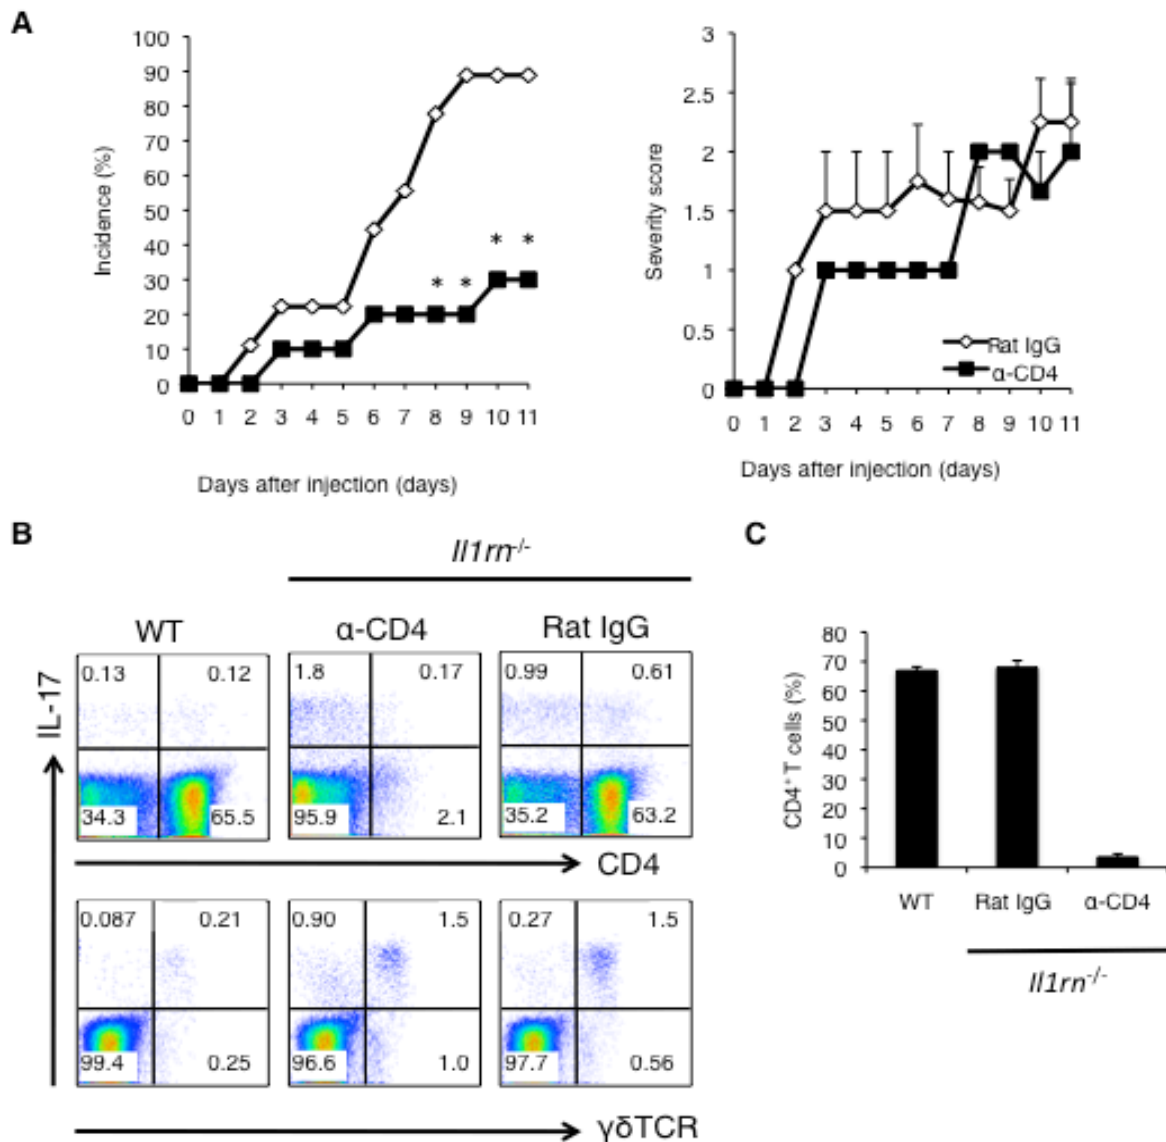 A
100
90
80
70
60
50
40
30
20
10
0
Incidence (%)
* * * *
0 1 2 3 4 5 6 7 8 9 10 11
Days after injection (days)
3
2.5
2
1.5
1
0.5
0
Severity score
Rat IgG
α-CD4
0 1 2 3 4 5 6 7 8 9 10 11
Days after injection (days)
B
Il1rn-/-
WT α-CD4 Rat IgG
IL-17
0.13 0.12 1.8 0.17 0.99 0.61
34.3 65.5 95.9 2.1 35.2 63.2
CD4
0.087 0.21 0.90 1.5 0.27 1.5
99.4 0.25 96.6 1.0 97.7 0.56
γδTCR
C
80
70
60
50
40
30
20
10
0
CD4+ T cells (%)
WT Rat IgG α-CD4
Il1rn-/-